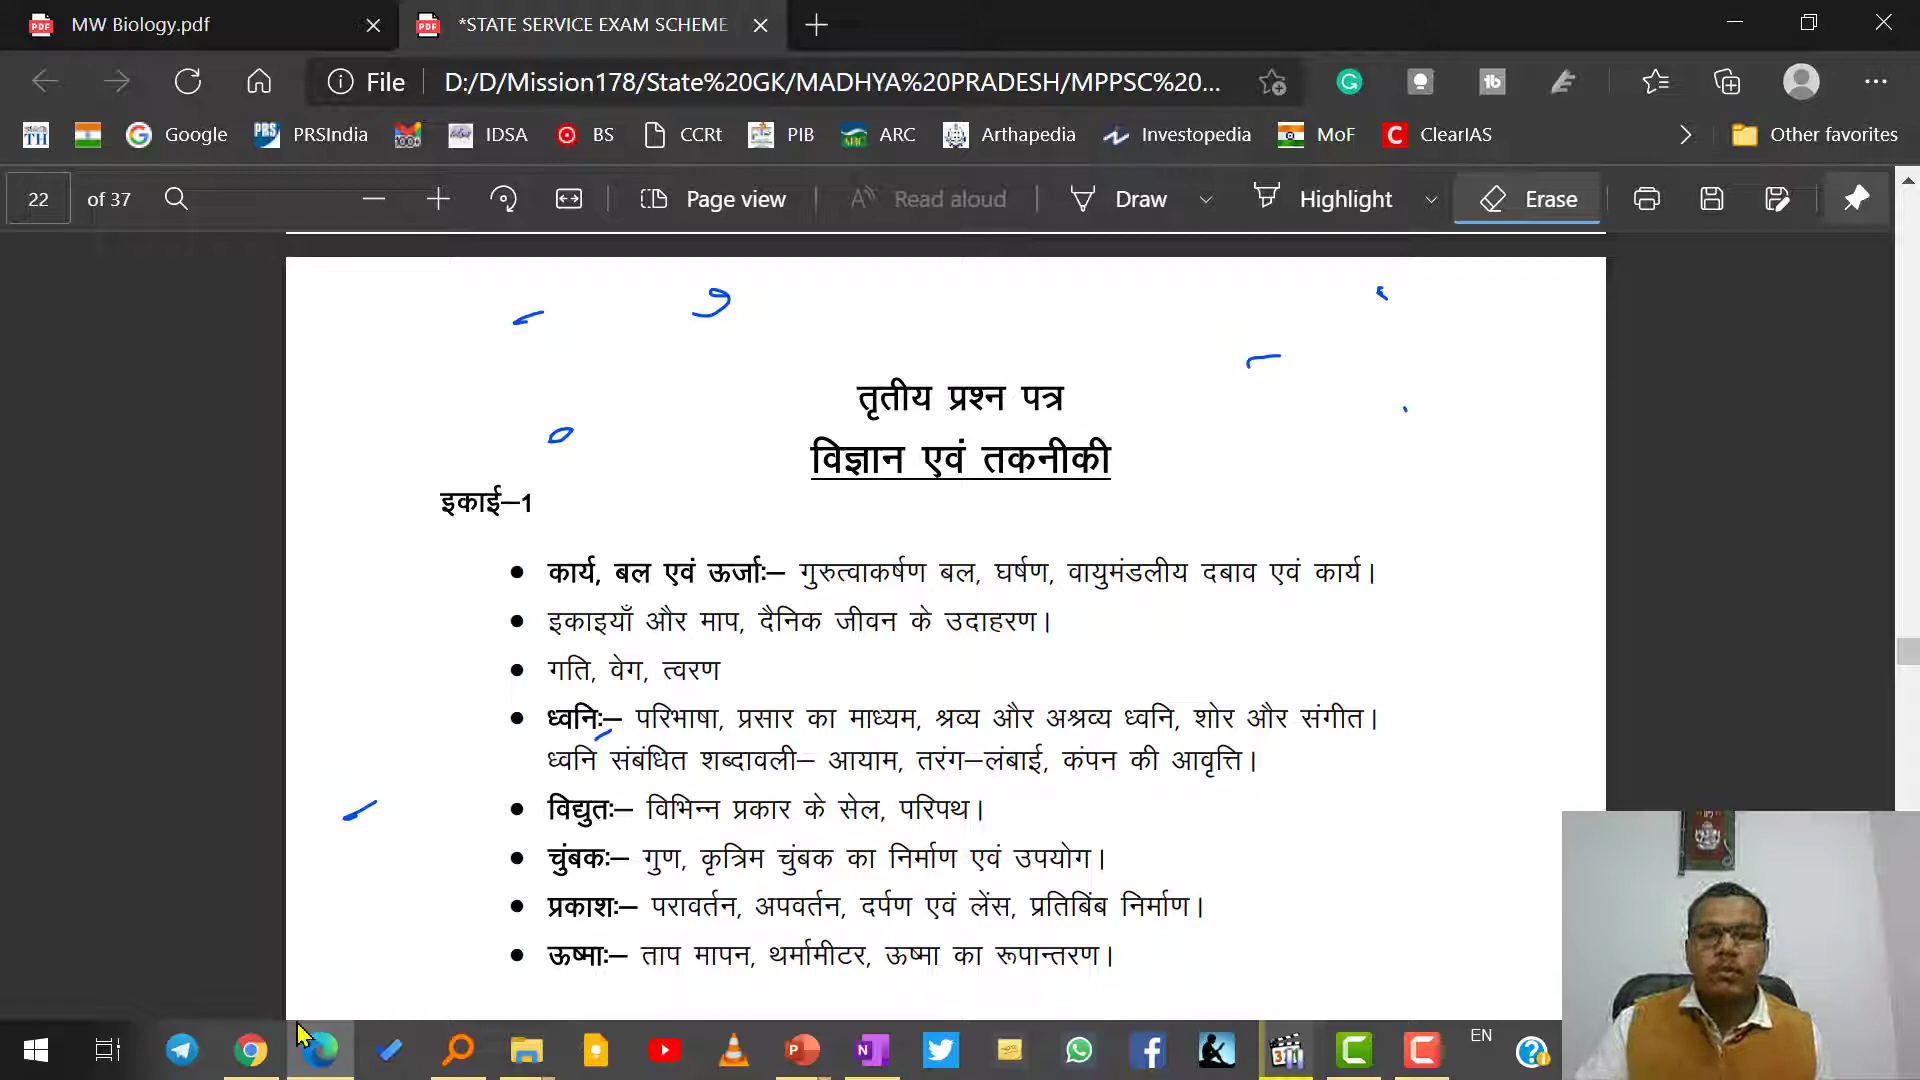 MW Biology.pdf
*STATE SERVICE EXAM SCHEME
File
D:/D/Mission178/State%20GK/MADHYA%20PRADESH/MPPSC%20...
TH Google PRS PRSIndia IDSA BS CCRt PIB ARC Arthapedia Investopedia MoF ClearIAS Other favorites
22 of 37 Page view Read aloud Draw Highlight Erase
तृतीय प्रश्न पत्र
विज्ञान एवं तकनीकी
इकाई–1
• कार्य, बल एवं ऊर्जाः– गुरुत्वाकर्षण बल, घर्षण, वायुमंडलीय दबाव एवं कार्य।
• इकाइयाँ और माप, दैनिक जीवन के उदाहरण।
• गति, वेग, त्वरण
• ध्वनिः– परिभाषा, प्रसार का माध्यम, श्रव्य और अश्रव्य ध्वनि, शोर और संगीत।
ध्वनि संबंधित शब्दावली– आयाम, तरंग–लंबाई, कंपन की आवृत्ति।
• विद्युतः– विभिन्न प्रकार के सेल, परिपथ।
• चुंबकः– गुण, कृत्रिम चुंबक का निर्माण एवं उपयोग।
• प्रकाशः– परावर्तन, अपवर्तन, दर्पण एवं लेंस, प्रतिबिंब निर्माण।
• ऊष्माः– ताप मापन, थर्मामीटर, ऊष्मा का रूपान्तरण।
EN